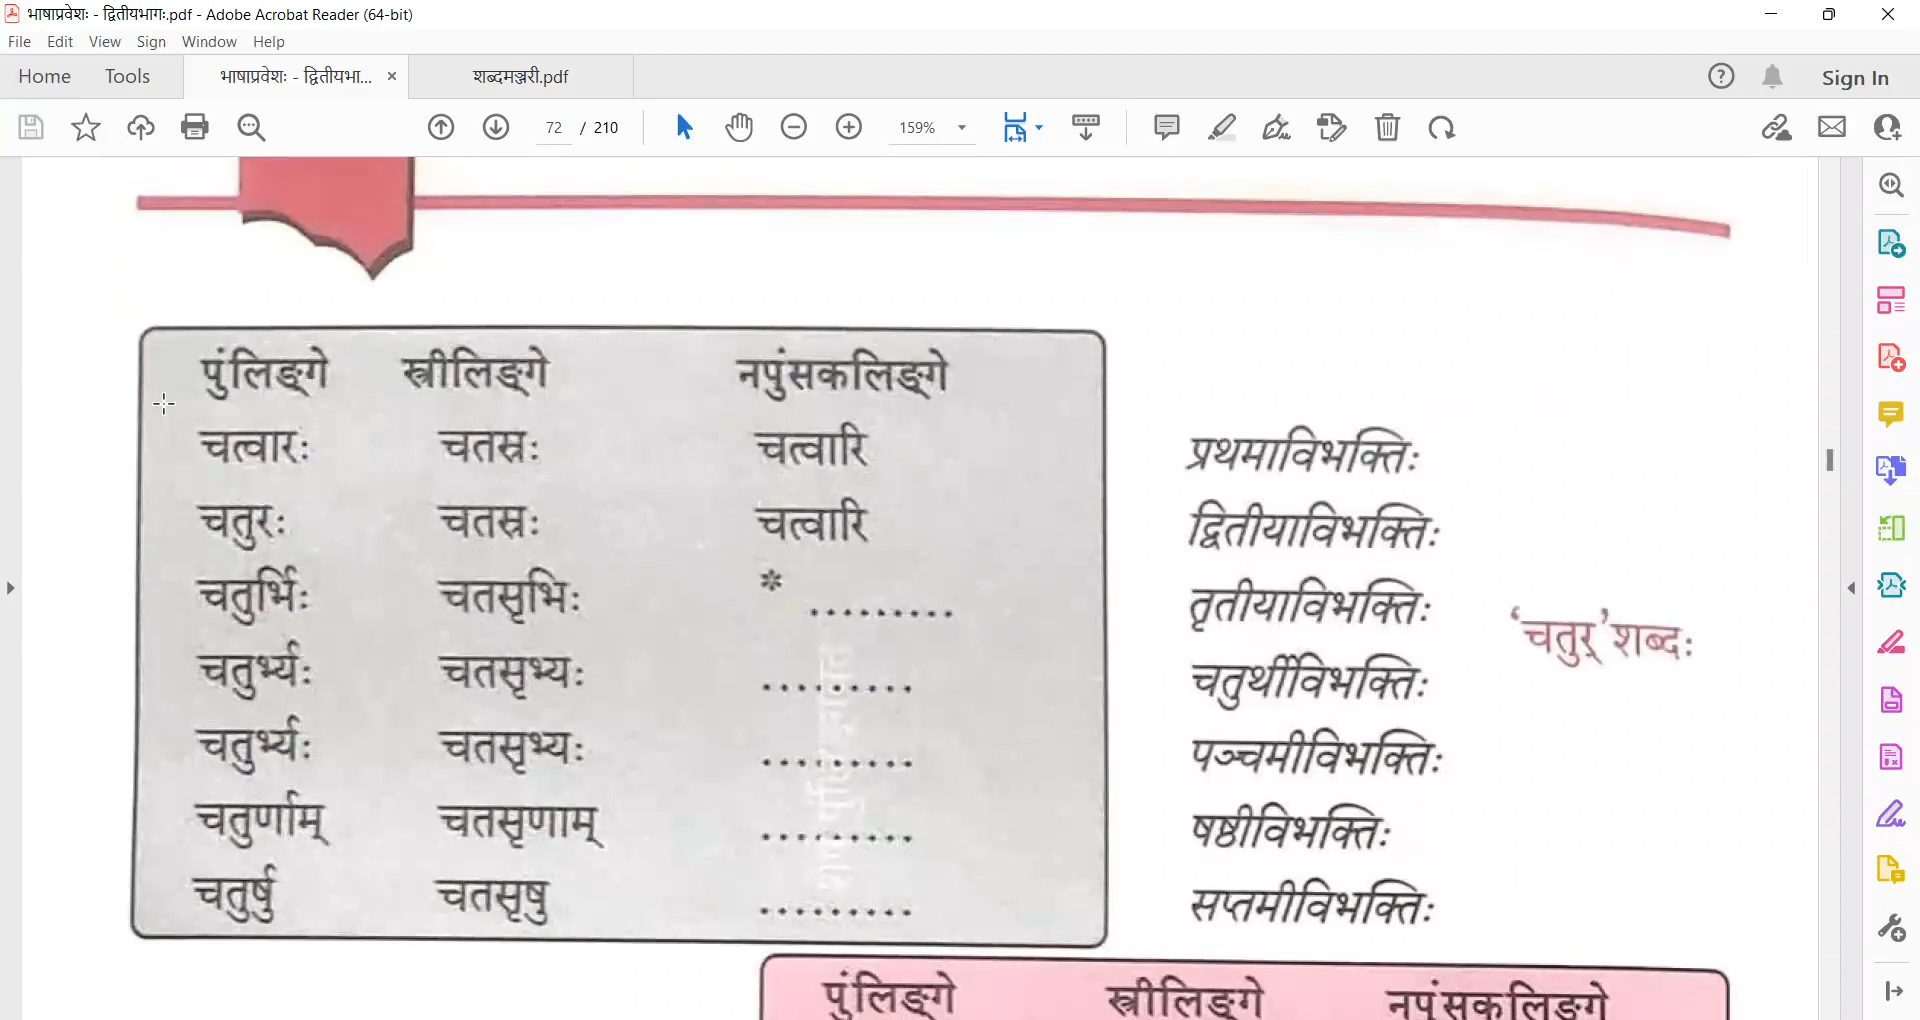 भाषाप्रवेशः - द्वितीयभागः.pdf - Adobe Acrobat Reader (64-bit)
File Edit View Sign Window Help
Home Tools भाषाप्रवेशः - द्वितीयभा... × शब्दमञ्जरी.pdf Sign In
72 / 210 159%
पुंलिङ्गे स्त्रीलिङ्गे नपुंसकलिङ्गे
चत्वारः चतस्रः चत्वारि प्रथमाविभक्तिः
चतुरः चतस्रः चत्वारि द्वितीयाविभक्तिः
चतुर्भिः चतसृभिः * ......... तृतीयाविभक्तिः
'चतुर्'शब्दः
चतुर्भ्यः चतसृभ्यः ......... चतुर्थीविभक्तिः
चतुर्भ्यः चतसृभ्यः ......... पञ्चमीविभक्तिः
चतुर्णाम् चतसृणाम् ......... षष्ठीविभक्तिः
चतुर्षु चतसृषु ......... सप्तमीविभक्तिः
पुंलिङ्गे स्त्रीलिङ्गे नपुंसकलिङ्गे